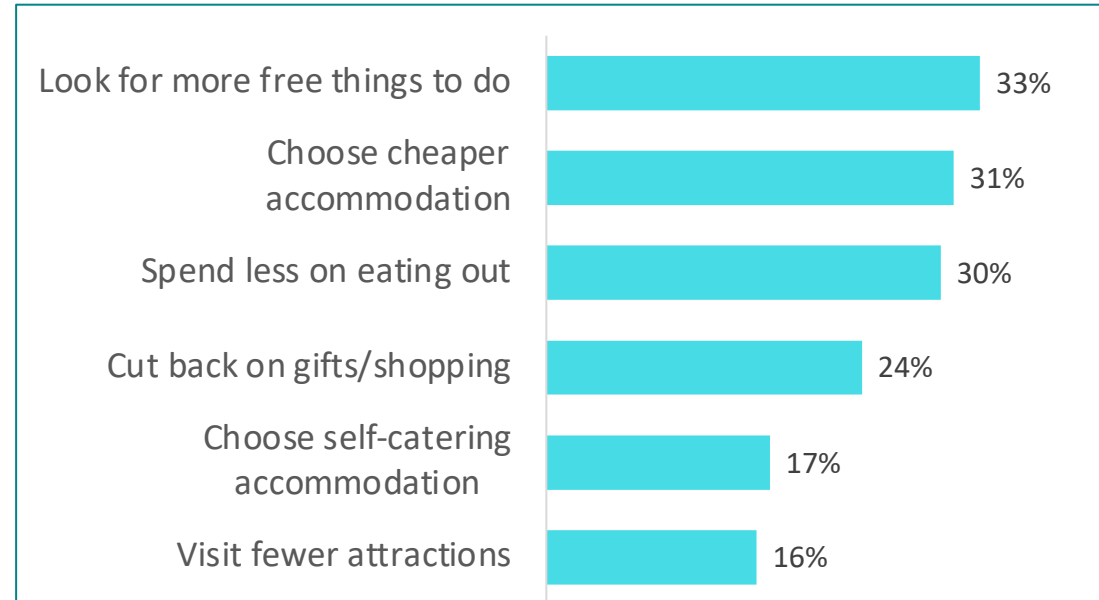 Look for more free things to do 33%
Choose cheaper
accommodation 31%
Spend less on eating out 30%
Cut back on gifts/shopping 24%
Choose self-catering
accommodation 17%
Visit fewer attractions 16%